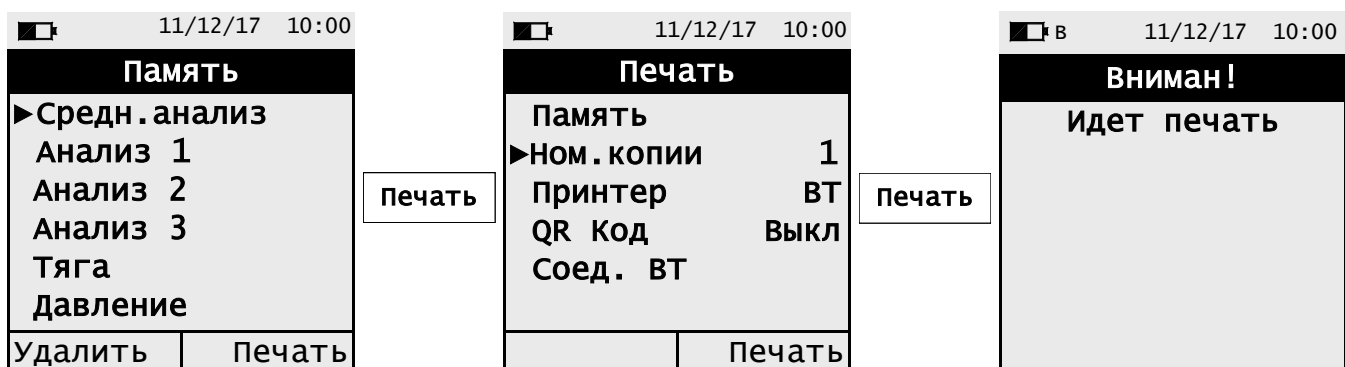 11/12/17 10:00
Память
▶Средн.анализ
Анализ 1
Анализ 2
Анализ 3
Тяга
Давление
Удалить Печать
Печать
11/12/17 10:00
Печать
Память
▶Ном.копии 1
Принтер BT
QR Код Выкл
Соед. BT
Печать
Печать
B 11/12/17 10:00
Вниман!
Идет печать